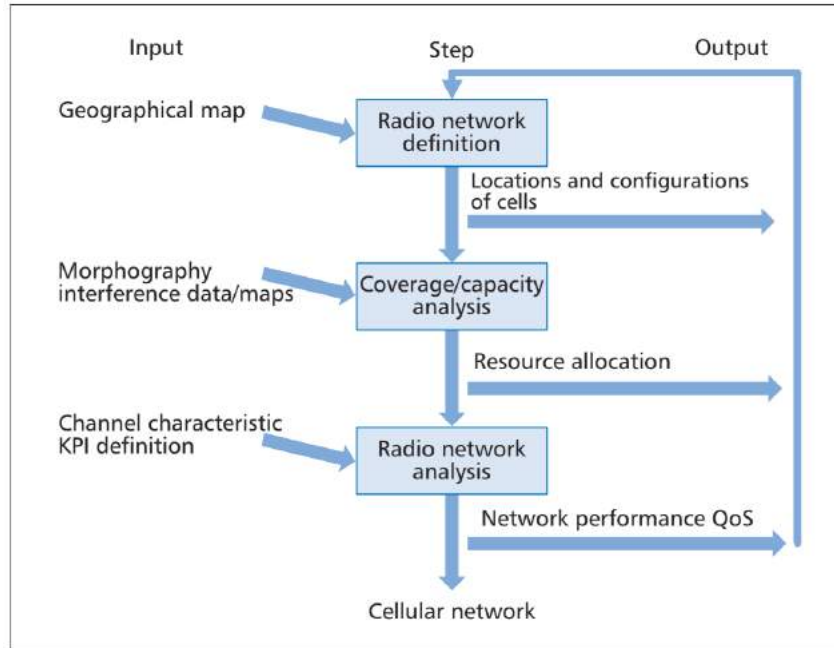 Input
Step
Output
Geographical map
Radio network
definition
Locations and configurations
of cells
Morphography
interference data/maps
Coverage/capacity
analysis
Resource allocation
Channel characteristic
KPI definition
Radio network
analysis
Network performance QoS
Cellular network